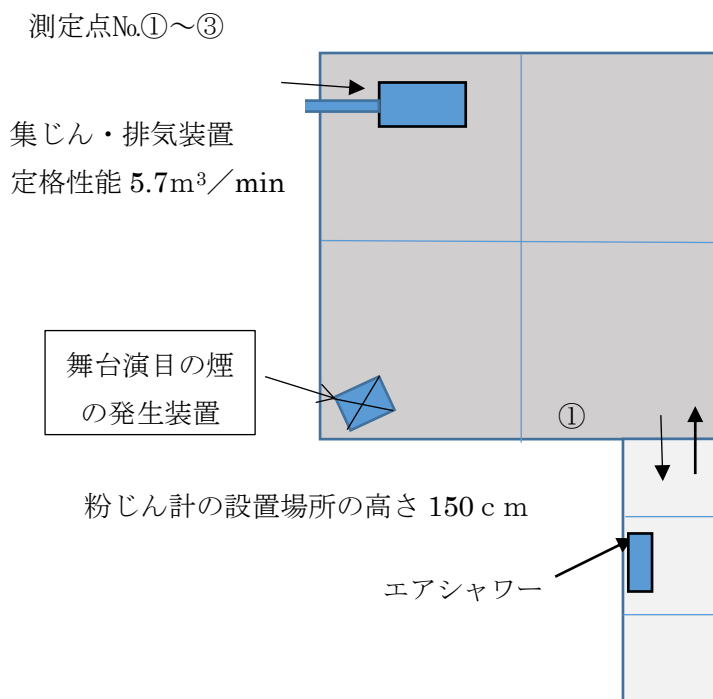 測定点№①～③
集じん・排気装置
定格性能 5.7ｍ³／min
舞台演目の煙
の発生装置
①
粉じん計の設置場所の高さ 150ｃｍ
エアシャワー